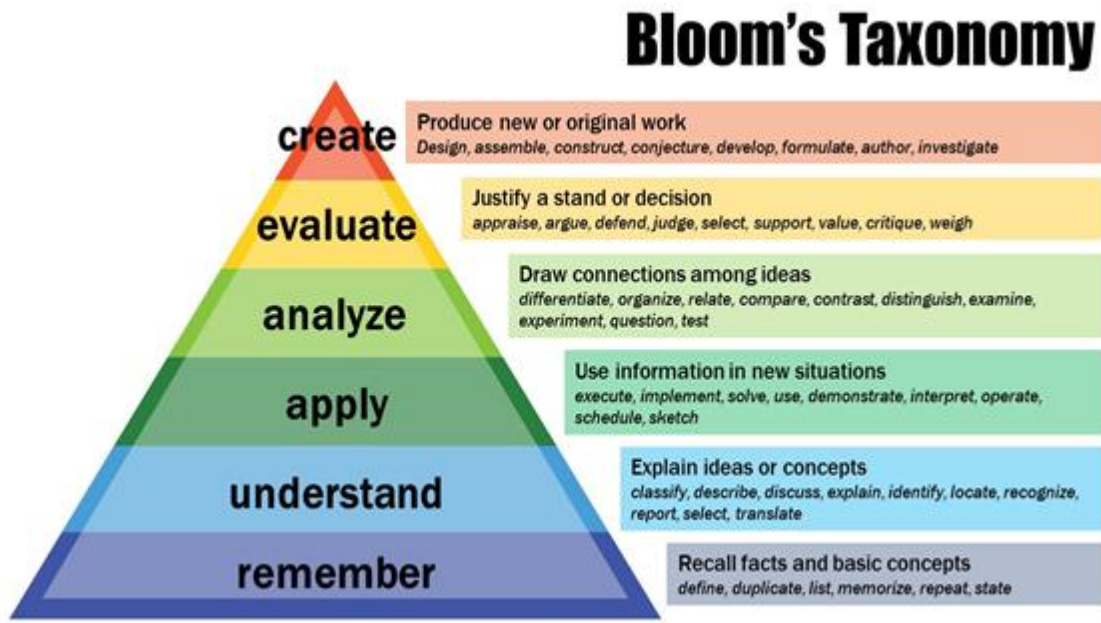 Bloom's Taxonomy
create
Produce new or original work
Design, assemble, construct, conjecture, develop, formulate, author, investigate
evaluate
Justify a stand or decision
appraise, argue, defend, judge, select, support, value, critique, weigh
analyze
Draw connections among ideas
differentiate, organize, relate, compare, contrast, distinguish, examine,
experiment, question, test
apply
Use information in new situations
execute, implement, solve, use, demonstrate, interpret, operate,
schedule, sketch
understand
Explain ideas or concepts
classify, describe, discuss, explain, identify, locate, recognize,
report, select, translate
remember
Recall facts and basic concepts
define, duplicate, list, memorize, repeat, state